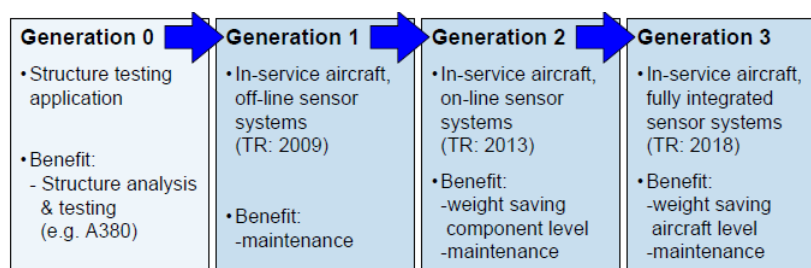 Generation 0
• Structure testing
application
• Benefit:
- Structure analysis
& testing
(e.g. A380)
Generation 1
• In-service aircraft,
off-line sensor
systems
(TR: 2009)
• Benefit:
-maintenance
Generation 2
• In-service aircraft,
on-line sensor
systems
(TR: 2013)
• Benefit:
-weight saving
component level
-maintenance
Generation 3
• In-service aircraft,
fully integrated
sensor systems
(TR: 2018)
• Benefit:
-weight saving
aircraft level
-maintenance